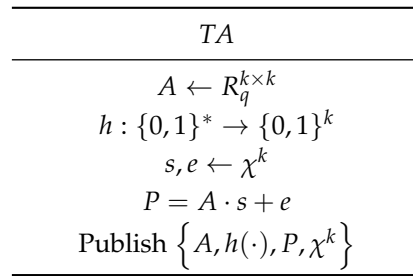 TA
A ← R_q^{k×k}
h : {0, 1}* → {0, 1}^k
s, e ← χ^k
P = A · s + e
Publish {A, h(·), P, χ^k}